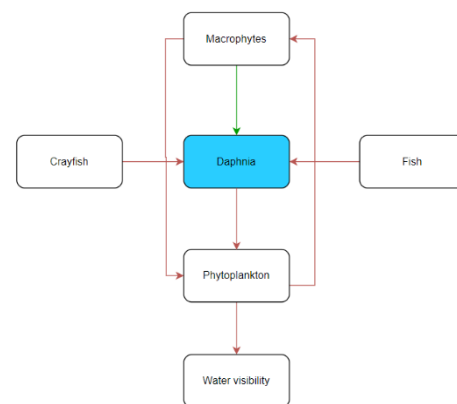 Macrophytes
Crayfish
Daphnia
Fish
Phytoplankton
Water visibility